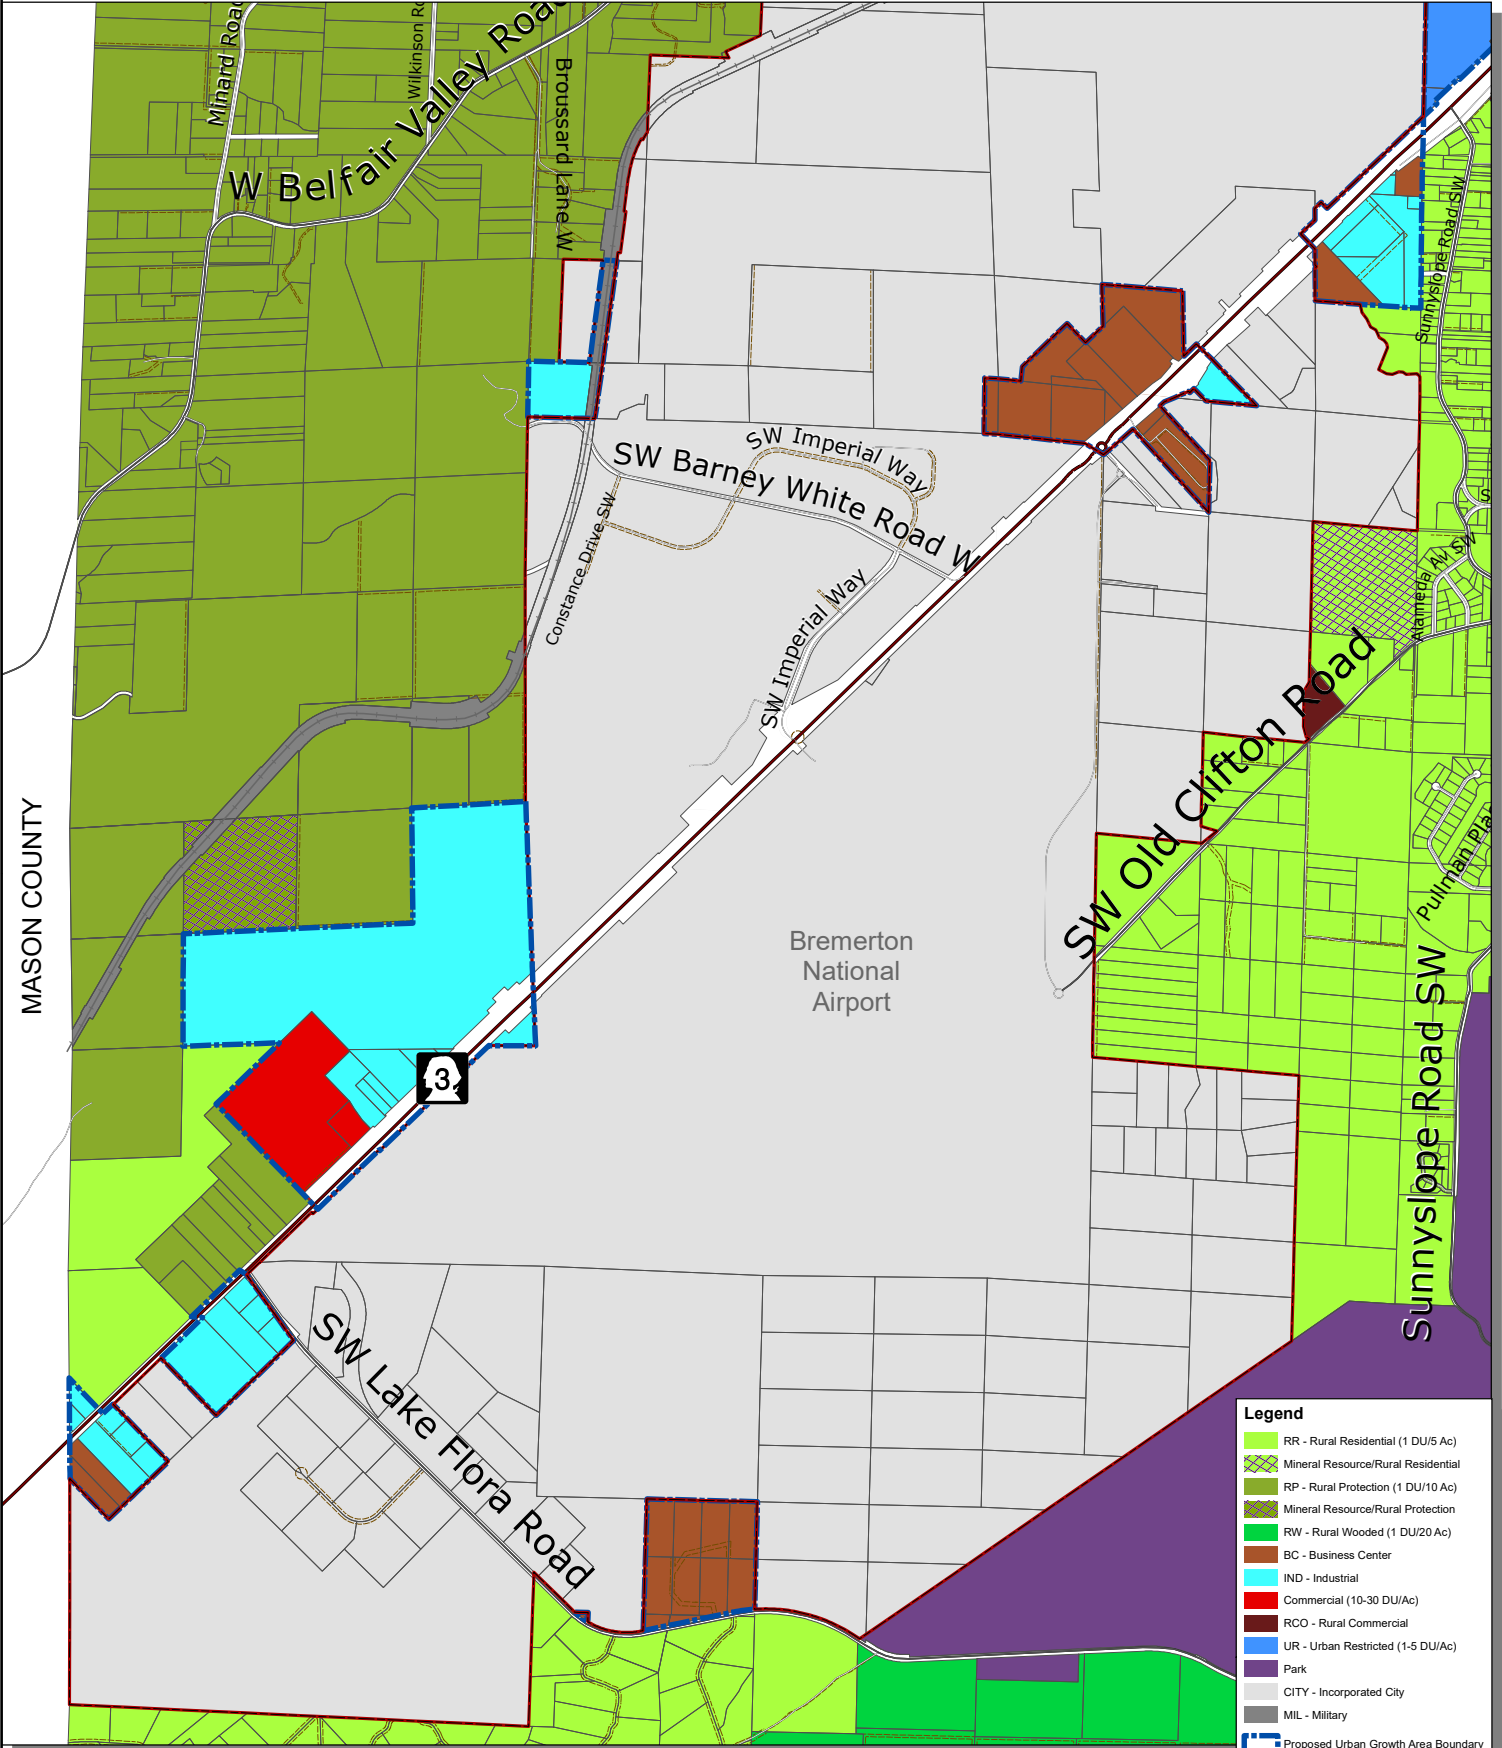 Minard Road
Wilkinson Ro
W Belfair Valley Road
Broussard Lane W
Sunnyslope Road SW
SW Imperial Way
SW Barney White Road W
Constance Drive SW
SW Imperial Way
Alameda Av SW
SW Old Clifton Road
Pullman Pla
MASON COUNTY
Bremerton
National
Airport
3
Sunnyslope Road SW
SW Lake Flora Road
Legend
RR - Rural Residential (1 DU/5 Ac)
Mineral Resource/Rural Residential
RP - Rural Protection (1 DU/10 Ac)
Mineral Resource/Rural Protection
RW - Rural Wooded (1 DU/20 Ac)
BC - Business Center
IND - Industrial
Commercial (10-30 DU/Ac)
RCO - Rural Commercial
UR - Urban Restricted (1-5 DU/Ac)
Park
CITY - Incorporated City
MIL - Military
Proposed Urban Growth Area Boundary